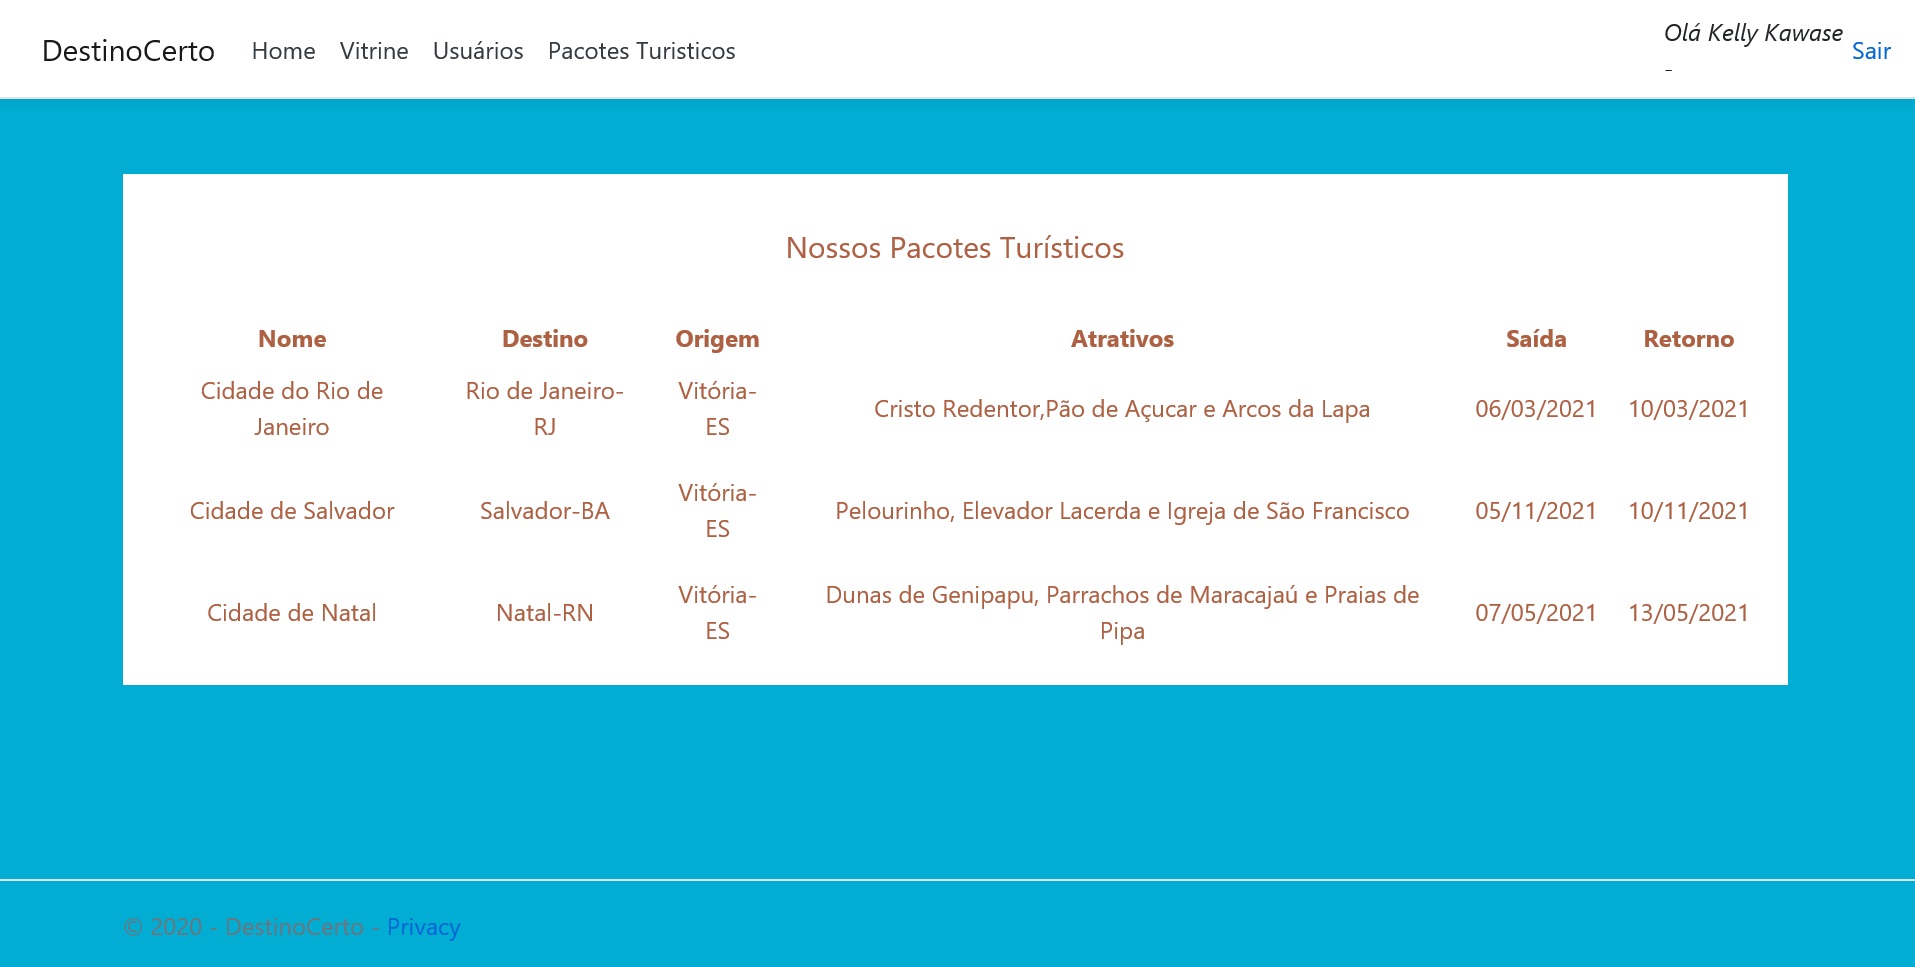 DestinoCerto Home Vitrine Usuários Pacotes Turisticos Olá Kelly Kawase - Sair
Nossos Pacotes Turísticos
Nome Destino Origem Atrativos Saída Retorno
Cidade do Rio de Janeiro Rio de Janeiro-RJ Vitória-ES Cristo Redentor,Pão de Açucar e Arcos da Lapa 06/03/2021 10/03/2021
Cidade de Salvador Salvador-BA Vitória-ES Pelourinho, Elevador Lacerda e Igreja de São Francisco 05/11/2021 10/11/2021
Cidade de Natal Natal-RN Vitória-ES Dunas de Genipapu, Parrachos de Maracajaú e Praias de Pipa 07/05/2021 13/05/2021
© 2020 - DestinoCerto - Privacy